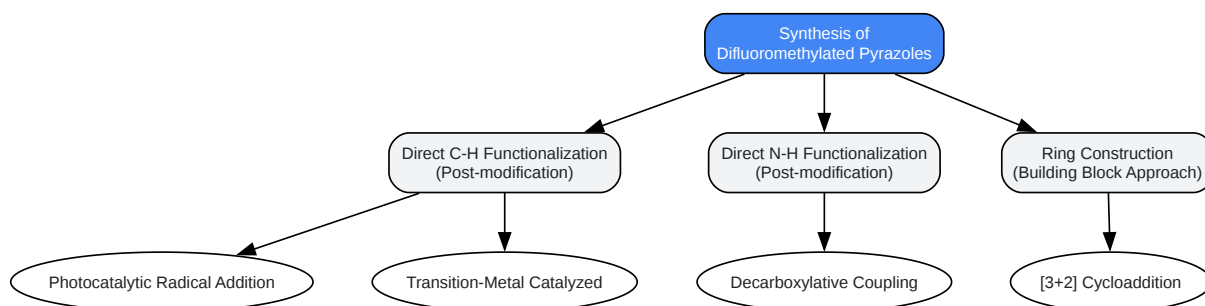 Synthesis of
Difluoromethylated Pyrazoles
Direct C-H Functionalization
(Post-modification)
Direct N-H Functionalization
(Post-modification)
Ring Construction
(Building Block Approach)
Photocatalytic Radical Addition
Transition-Metal Catalyzed
Decarboxylative Coupling
[3+2] Cycloaddition